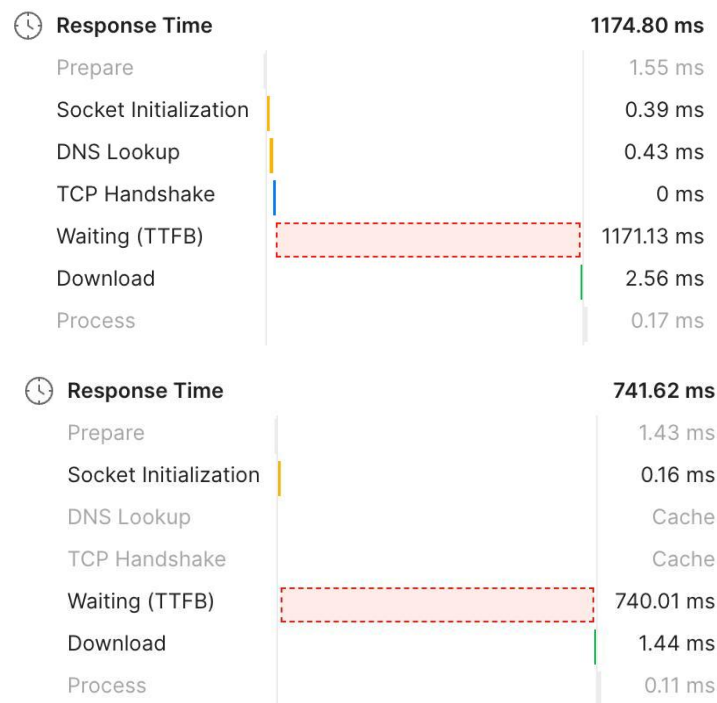 Response Time 1174.80 ms
Prepare 1.55 ms
Socket Initialization 0.39 ms
DNS Lookup 0.43 ms
TCP Handshake 0 ms
Waiting (TTFB) 1171.13 ms
Download 2.56 ms
Process 0.17 ms
Response Time 741.62 ms
Prepare 1.43 ms
Socket Initialization 0.16 ms
DNS Lookup Cache
TCP Handshake Cache
Waiting (TTFB) 740.01 ms
Download 1.44 ms
Process 0.11 ms